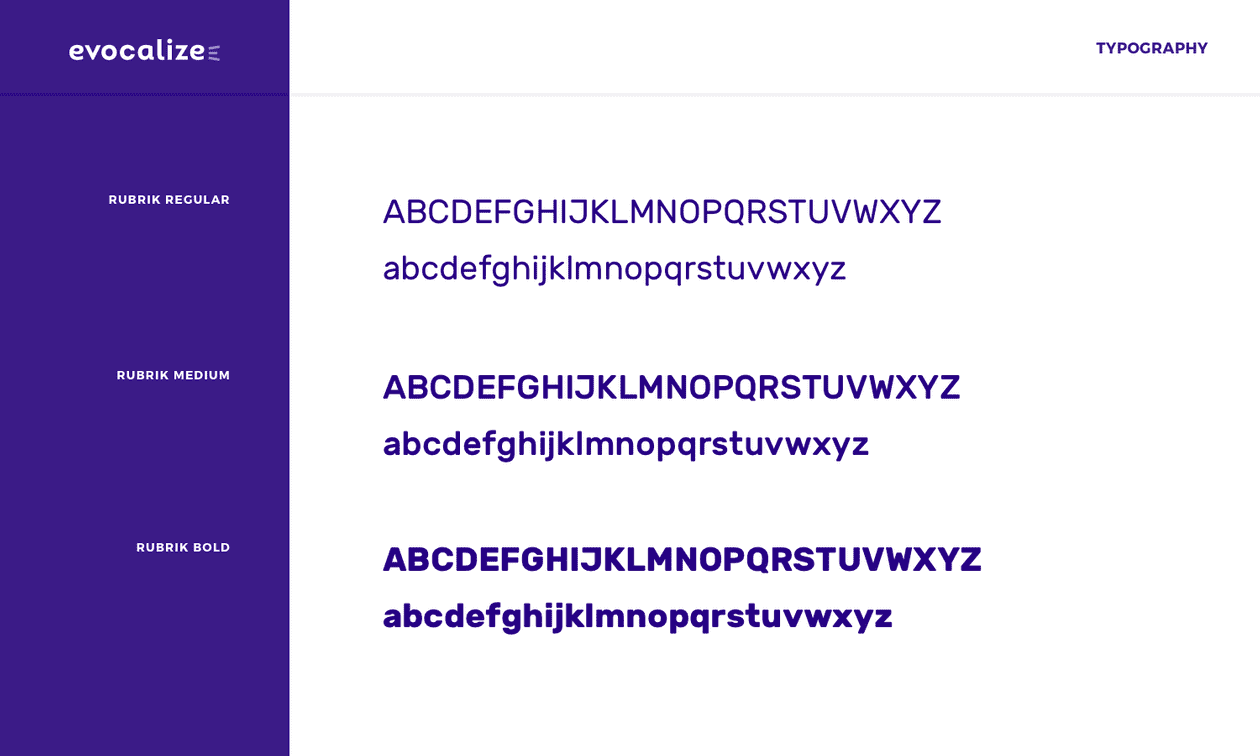 evocalize
TYPOGRAPHY
RUBRIK REGULAR
ABCDEFGHIJKLMNOPQRSTUVWXYZ
abcdefghijklmnopqrstuvwxyz
RUBRIK MEDIUM
ABCDEFGHIJKLMNOPQRSTUVWXYZ
abcdefghijklmnopqrstuvwxyz
RUBRIK BOLD
ABCDEFGHIJKLMNOPQRSTUVWXYZ
abcdefghijklmnopqrstuvwxyz